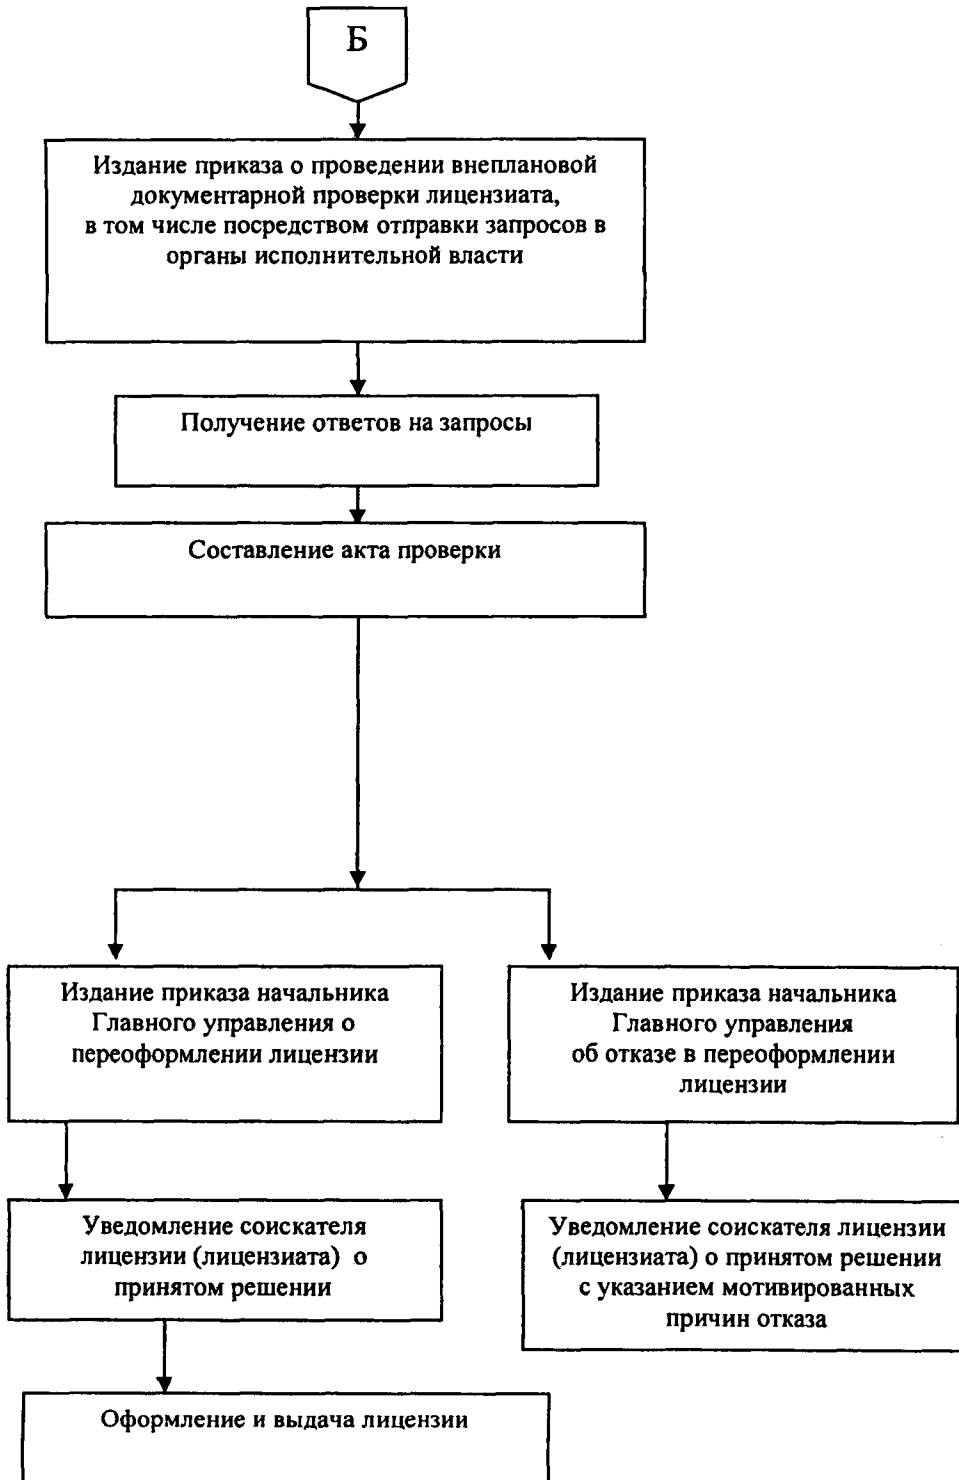 Б
Издание приказа о проведении внеплановой
документарной проверки лицензиата,
в том числе посредством отправки запросов в
органы исполнительной власти
Получение ответов на запросы
Составление акта проверки
Издание приказа начальника
Главного управления о
переоформлении лицензии
Издание приказа начальника
Главного управления
об отказе в переоформлении
лицензии
Уведомление соискателя
лицензии (лицензиата) о
принятом решении
Уведомление соискателя лицензии
(лицензиата) о принятом решении
с указанием мотивированных
причин отказа
Оформление и выдача лицензии